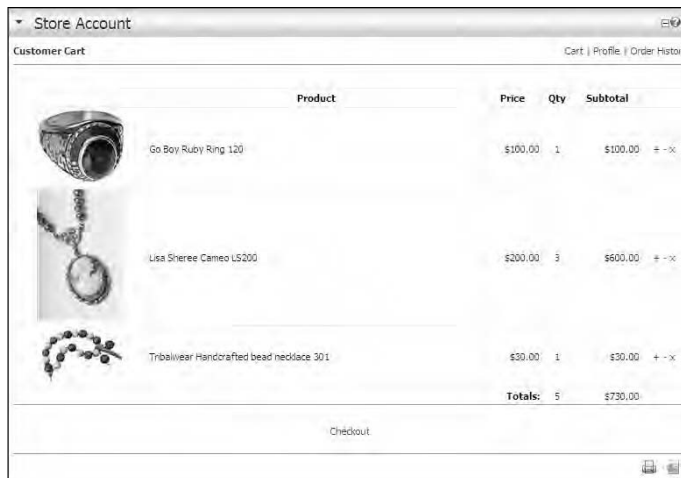 Store Account
Customer Cart Cart | Profile | Order Histor
Product Price Qty Subtotal
Go Boy Ruby Ring 120 $100.00 1 $100.00 + - x
Lisa Sheree Cameo LS200 $200.00 3 $600.00 + - x
Tribalwear Handcrafted bead necklace 301 $30.00 1 $30.00 + - x
Totals: 5 $730.00
Checkout